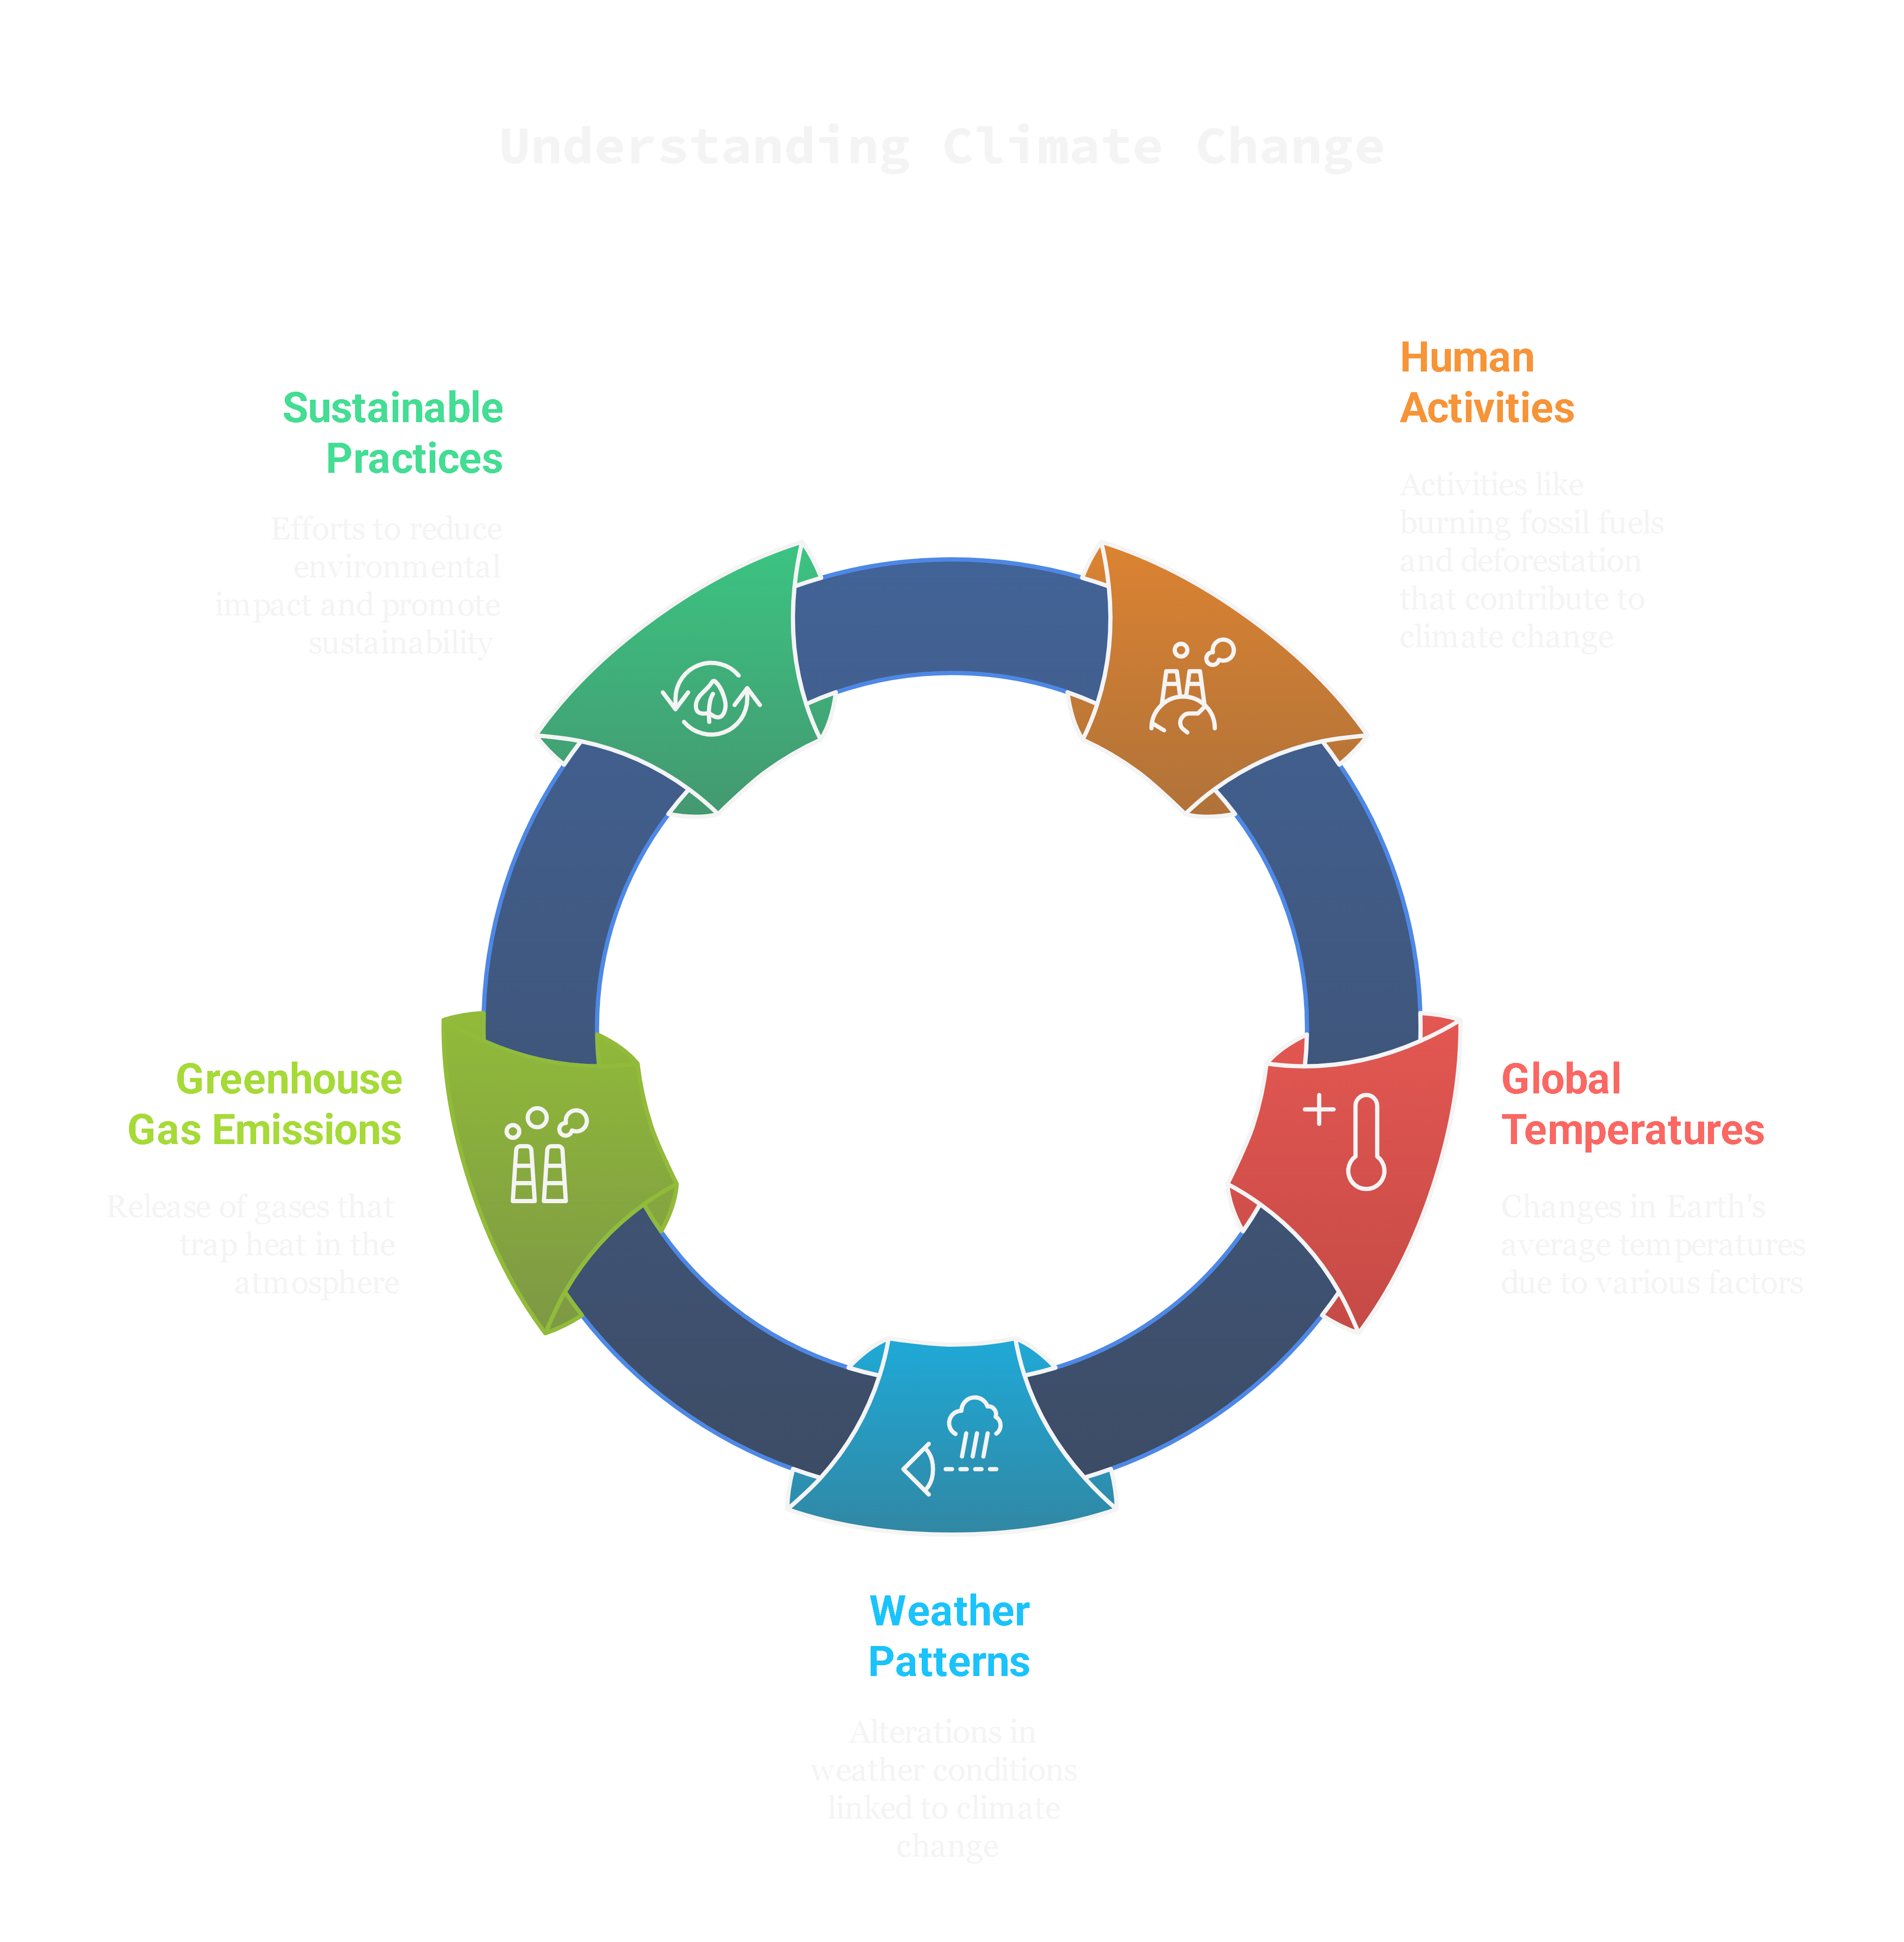 Understanding Climate Change
Human
Activities
Activities like
burning fossil fuels
and deforestation
that contribute to
climate change
Sustainable
Practices
Efforts to reduce
environmental
impact and promote
sustainability
Greenhouse
Gas Emissions
Release of gases that
trap heat in the
atmosphere
Global
Temperatures
Changes in Earth's
average temperatures
due to various factors
Weather
Patterns
Alterations in
weather conditions
linked to climate
change